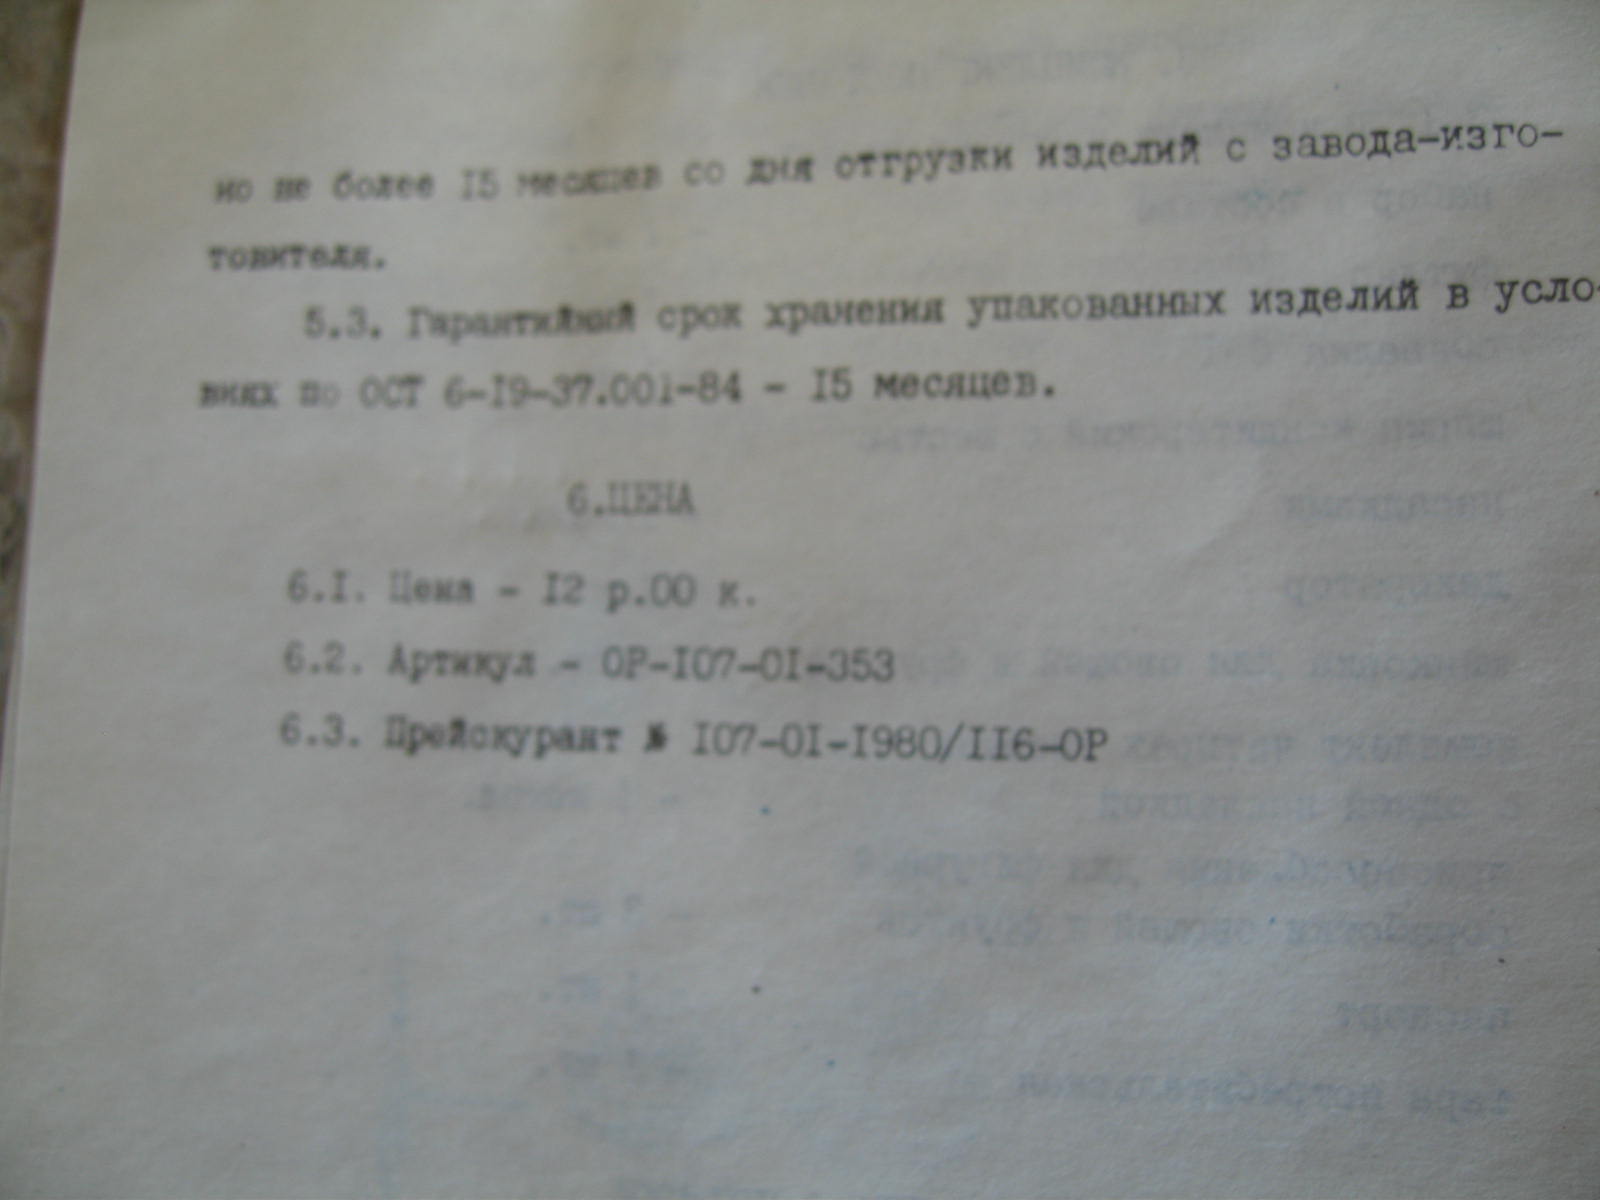 но не более I5 месяцев со дня отгрузки изделий с завода-изго-
товителя.
5.3. Гарантийный срок хранения упакованных изделий в усло-
виях по ОСТ 6-I9-37.00I-84 - I5 месяцев.
6.ЦЕНА
6.I. Цена - I2 р.00 к.
6.2. Артикул - ОР-I07-0I-353
6.3. Прейскурант № I07-0I-I980/II6-ОР